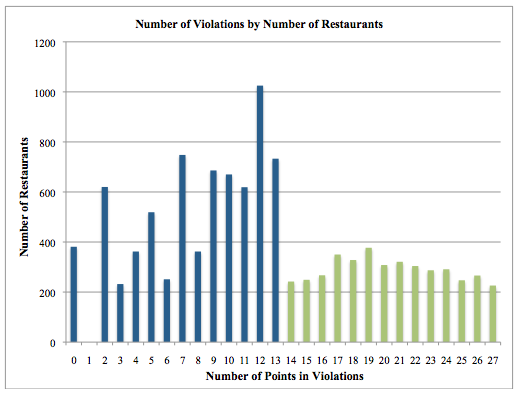 Number of Violations by Number of Restaurants
1200
1000
800
600
400
200
0
Number of Restaurants
0 1 2 3 4 5 6 7 8 9 10 11 12 13 14 15 16 17 18 19 20 21 22 23 24 25 26 27
Number of Points in Violations